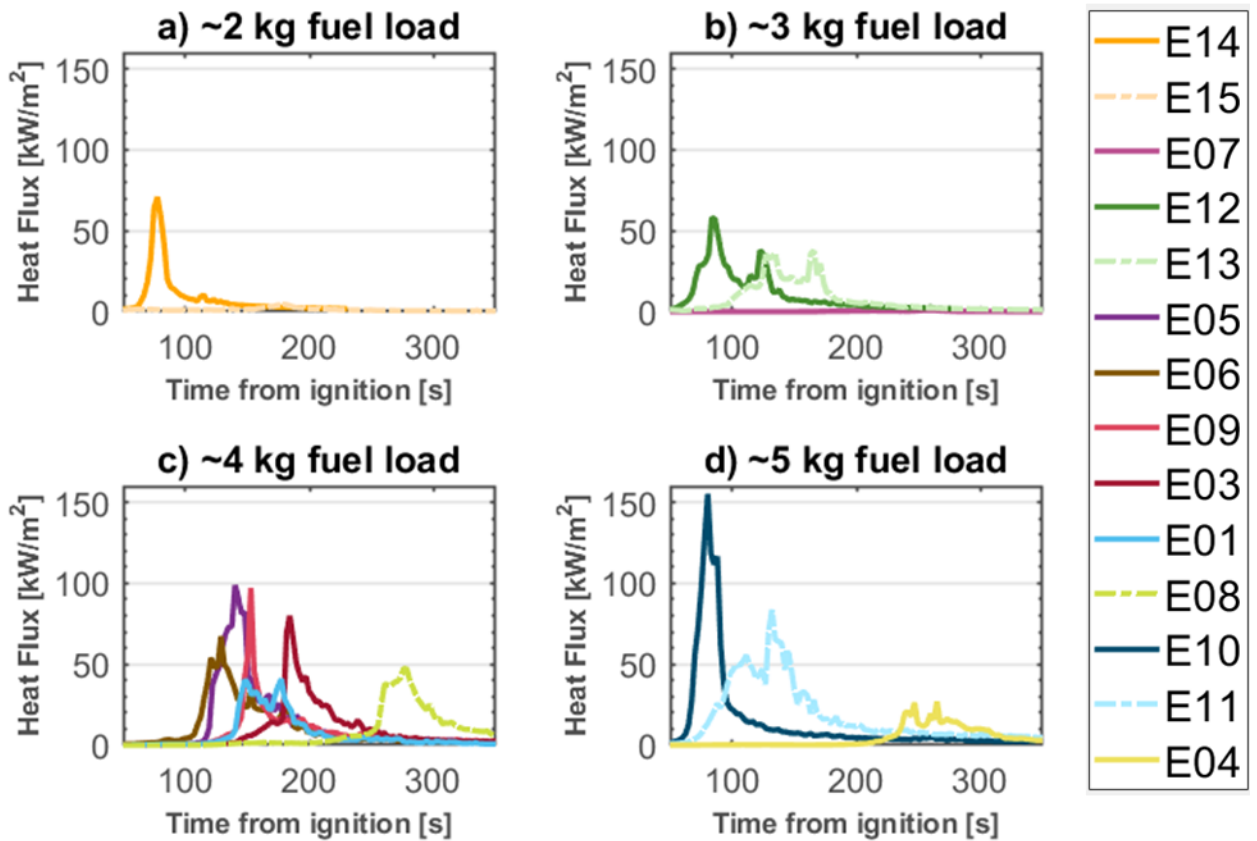 a) ~2 kg fuel load
150
100
50
0
Heat Flux [kW/m²]
100 200 300
Time from ignition [s]
b) ~3 kg fuel load
150
100
50
0
Heat Flux [kW/m²]
100 200 300
Time from ignition [s]
c) ~4 kg fuel load
150
100
50
0
Heat Flux [kW/m²]
100 200 300
Time from ignition [s]
d) ~5 kg fuel load
150
100
50
0
Heat Flux [kW/m²]
100 200 300
Time from ignition [s]
E14
E15
E07
E12
E13
E05
E06
E09
E03
E01
E08
E10
E11
E04